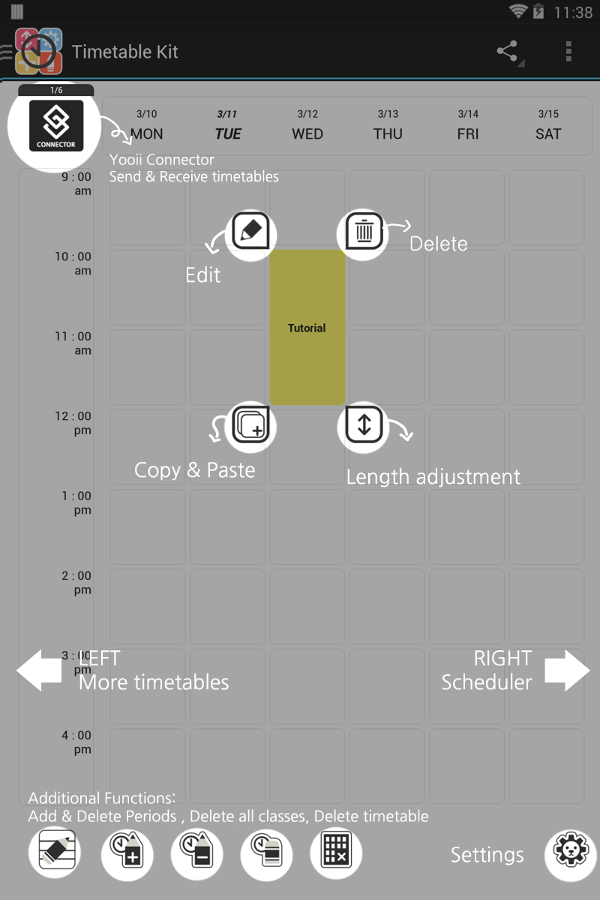 11:38
Timetable Kit
1/6
CONNECTOR
3/10 3/11 3/12 3/13 3/14 3/15
MON TUE WED THU FRI SAT
Yooii Connector
Send & Receive timetables
9 : 00
am
Edit
Delete
10 : 00
am
Tutorial
11 : 00
am
12 : 00
pm
Copy & Paste
Length adjustment
1 : 00
pm
2 : 00
pm
3 : 00
pm
LEFT
More timetables
RIGHT
Scheduler
4 : 00
pm
Additional Functions:
Add & Delete Periods , Delete all classes, Delete timetable
Settings